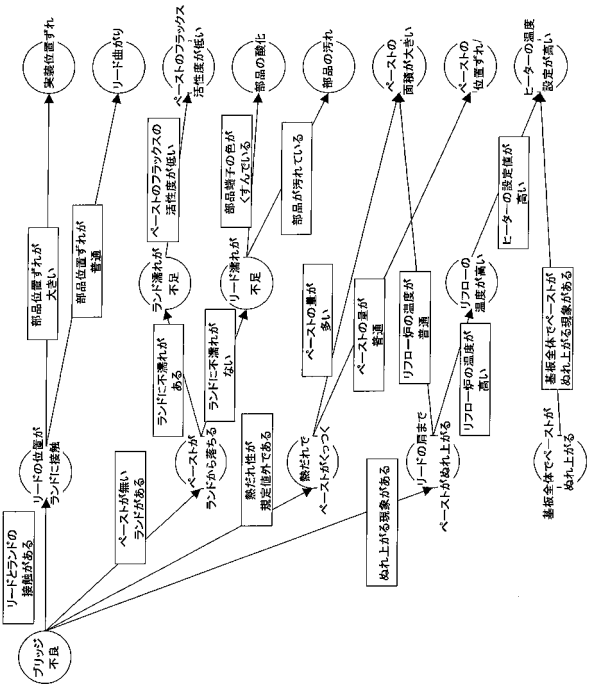 ブリッジ
不良
リードとランドの
接触がある
ペーストが無い
ランドがある
熱だれ性が
規定値外である
ぬれ上がる現象がある
リードの位置が
ランドに接触
ペーストが
ランドから落ちる
熱だれで
ペーストがくっつく
リードの肩まで
ペーストがぬれ上がる
基板全体でペーストが
ぬれ上がる
部品位置ずれが
大きい
部品位置ずれが
普通
ランドに不濡れが
ある
ランドに不濡れが
ない
ペーストの量が
多い
ペーストの量が
普通
リフロー炉の温度が
普通
リフロー炉の温度が
高い
基板全体でペーストが
ぬれ上がる現象がある
ランド濡れが
不足
リード濡れが
不足
リフローの
温度が高い
ペーストのフラックスの
活性度が低い
部品端子の色が
くすんでいる
部品が汚れている
ヒーターの設定値が
高い
実装位置ずれ
リード曲がり
ペーストのフラックス
活性度が低い
部品の酸化
部品の汚れ
ペーストの
面積が大きい
ペーストの
位置ずれ
ヒーターの温度
設定が高い